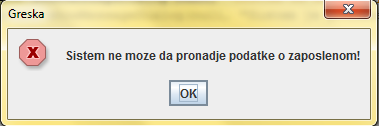 Greska
Sistem ne moze da pronadje podatke o zaposlenom!
OK